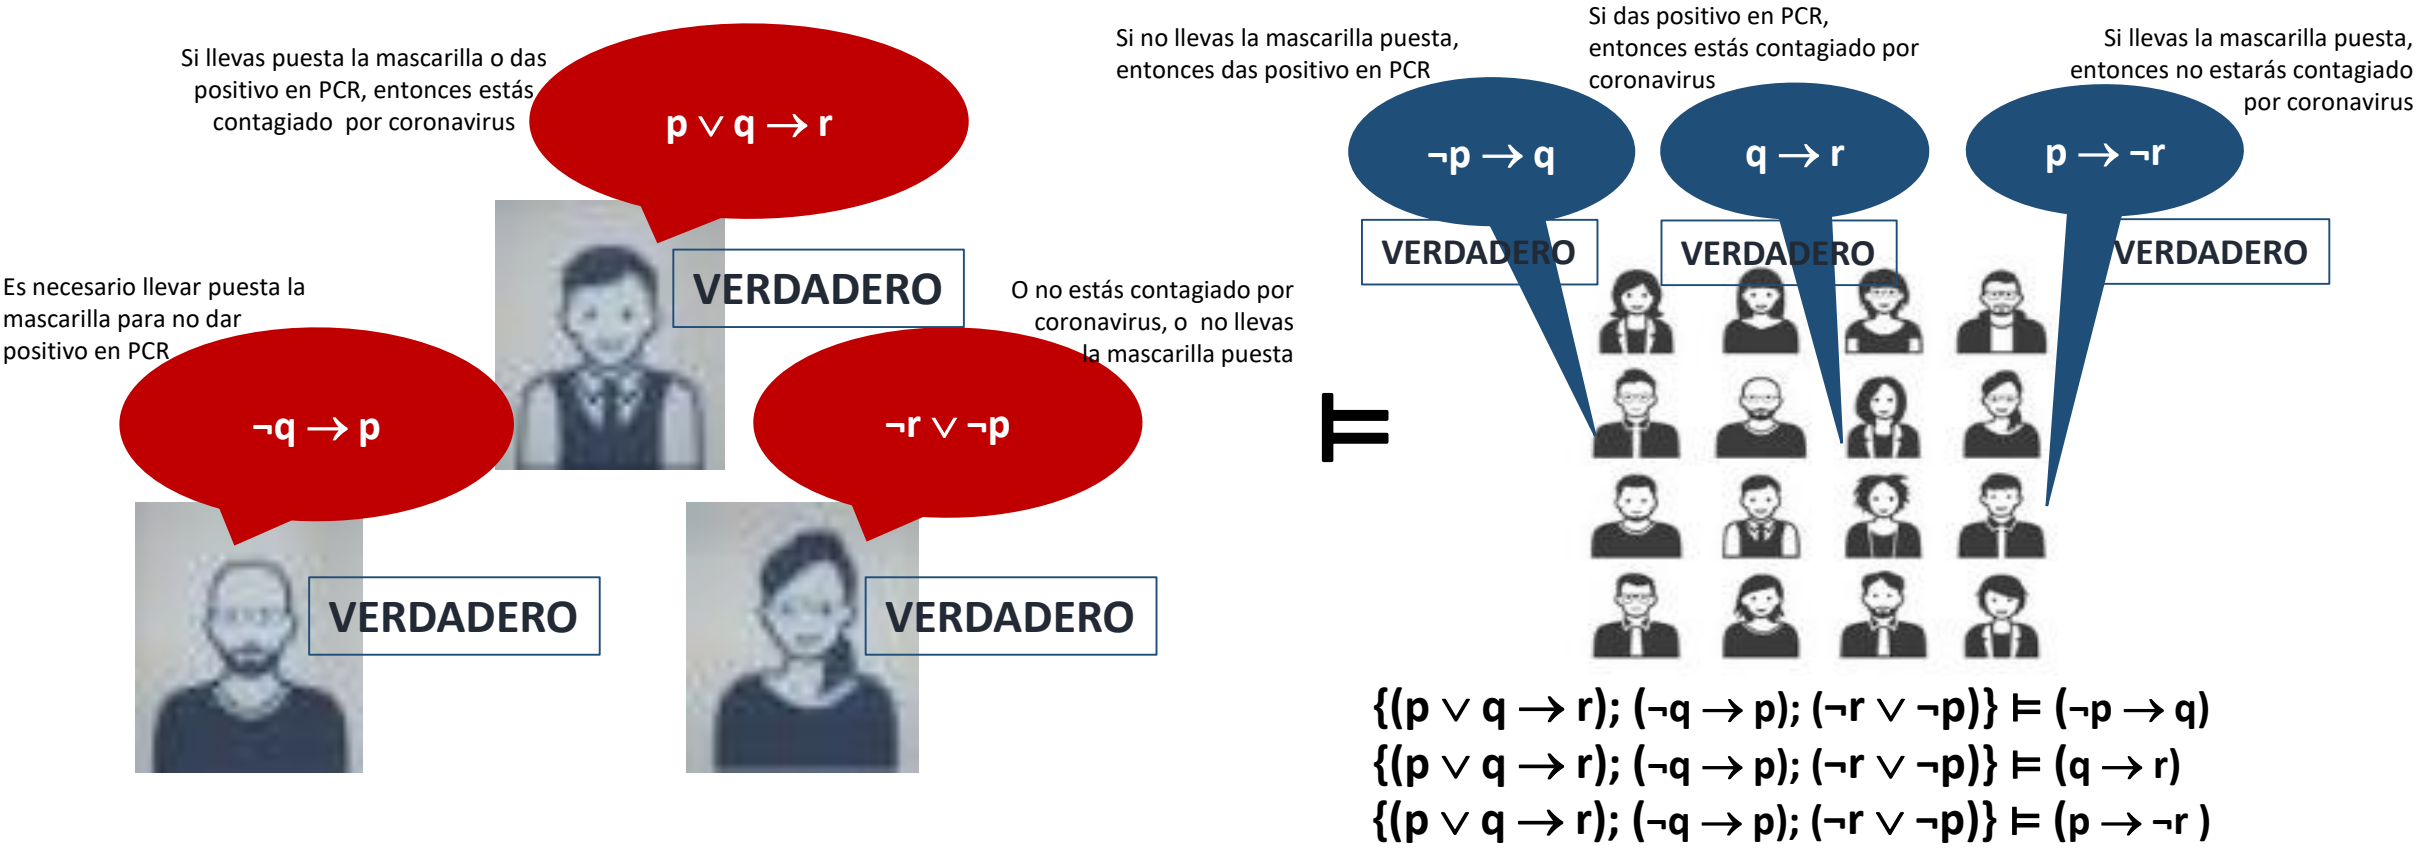 Si llevas puesta la mascarilla o das
positivo en PCR, entonces estás
contagiado por coronavirus
p ∨ q → r
VERDADERO
Es necesario llevar puesta la
mascarilla para no dar
positivo en PCR
¬q → p
VERDADERO
O no estás contagiado por
coronavirus, o no llevas
la mascarilla puesta
¬r ∨ ¬p
VERDADERO
⊨
Si no llevas la mascarilla puesta,
entonces das positivo en PCR
¬p → q
VERDADERO
Si das positivo en PCR,
entonces estás contagiado por
coronavirus
q → r
VERDADERO
Si llevas la mascarilla puesta,
entonces no estarás contagiado
por coronavirus
p → ¬r
VERDADERO
{(p ∨ q → r); (¬q → p); (¬r ∨ ¬p)} ⊨ (¬p → q)
{(p ∨ q → r); (¬q → p); (¬r ∨ ¬p)} ⊨ (q → r)
{(p ∨ q → r); (¬q → p); (¬r ∨ ¬p)} ⊨ (p → ¬r )